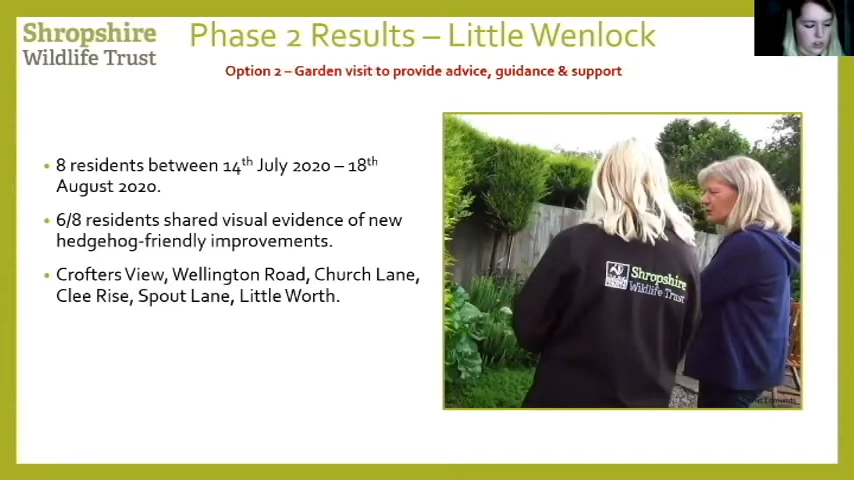 Shropshire
Wildlife Trust
Phase 2 Results – Little Wenlock
Option 2 – Garden visit to provide advice, guidance & support
• 8 residents between 14th July 2020 – 18th
August 2020.
• 6/8 residents shared visual evidence of new
hedgehog-friendly improvements.
• Crofters View, Wellington Road, Church Lane,
Clee Rise, Spout Lane, Little Worth.
Shropshire
Wildlife Trust